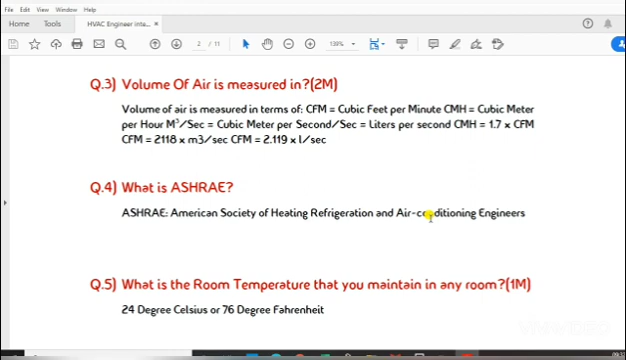 File Edit View Window Help
Home Tools HVAC Engineer inte... ×
2 / 11 139%
Q.3) Volume Of Air is measured in?(2M)
Volume of air is measured in terms of: CFM = Cubic Feet per Minute CMH = Cubic Meter
per Hour M³/Sec = Cubic Meter per Second/Sec = Liters per second CMH = 1.7 x CFM
CFM = 2118 x m3/sec CFM = 2.119 x l/sec
Q.4) What is ASHRAE?
ASHRAE: American Society of Heating Refrigeration and Air-conditioning Engineers
Q.5) What is the Room Temperature that you maintain in any room?(1M)
24 Degree Celsius or 76 Degree Fahrenheit